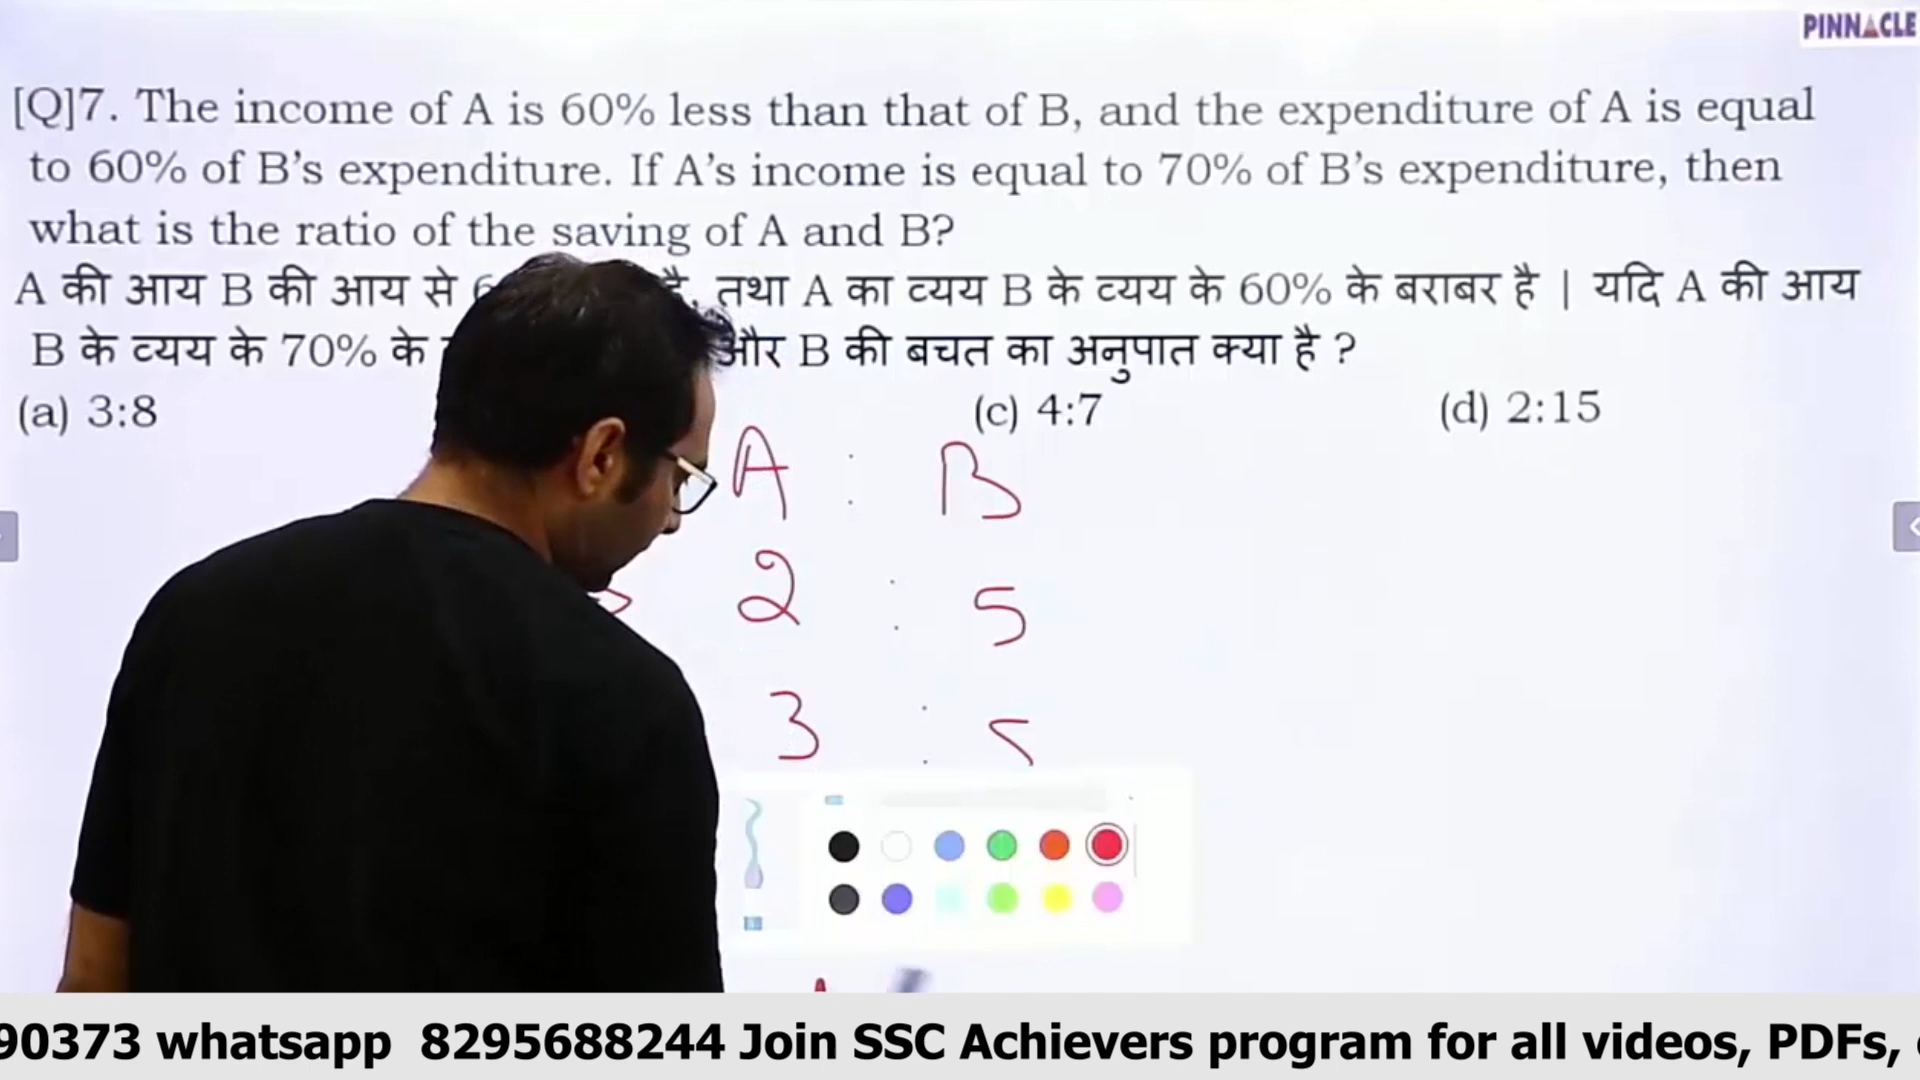 PINNACLE
[Q]7. The income of A is 60% less than that of B, and the expenditure of A is equal
to 60% of B's expenditure. If A's income is equal to 70% of B's expenditure, then
what is the ratio of the saving of A and B?
A की आय B की आय से है, तथा A का व्यय B के व्यय के 60% के बराबर है | यदि A की आय
B के व्यय के 70% के और B की बचत का अनुपात क्या है ?
(a) 3:8 (c) 4:7 (d) 2:15
A : B
2 : 5
3 : 5
90373 whatsapp 8295688244 Join SSC Achievers program for all videos, PDFs,